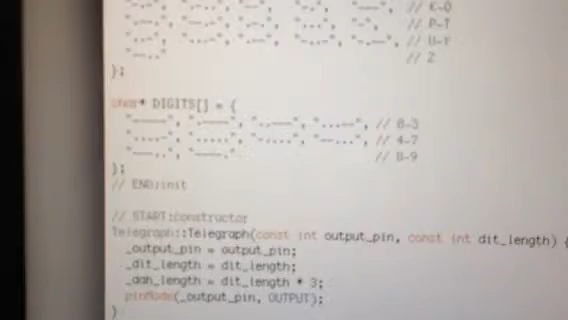 // K-O
// P-T
// U-Y
// Z
};
char* DIGITS[] = {
"-----", ".----", "..---", "...--", // 0-3
"....-", ".....", "-....", "--...", // 4-7
"---..", "----." // 8-9
};
// END:init
// START:constructor
Telegraph::Telegraph(const int output_pin, const int dit_length) {
_output_pin = output_pin;
_dit_length = dit_length;
_dah_length = dit_length * 3;
pinMode(_output_pin, OUTPUT);
}